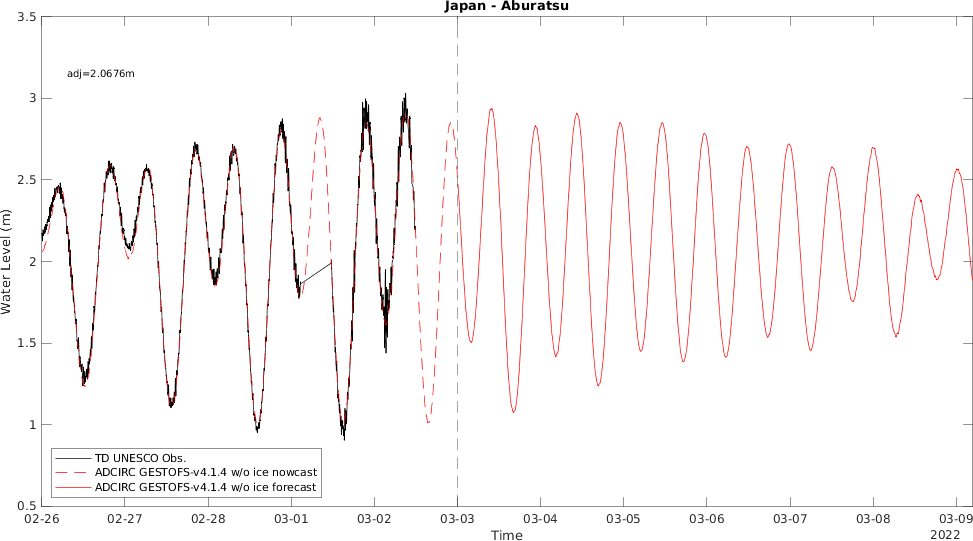 Japan - Aburatsu
3.5
adj=2.0676m
3
2.5
Water Level (m)
2
1.5
1
TD UNESCO Obs.
ADCIRC GESTOFS-v4.1.4 w/o ice nowcast
ADCIRC GESTOFS-v4.1.4 w/o ice forecast
0.5
02-26 02-27 02-28 03-01 03-02 03-03 03-04 03-05 03-06 03-07 03-08 03-09
Time 2022